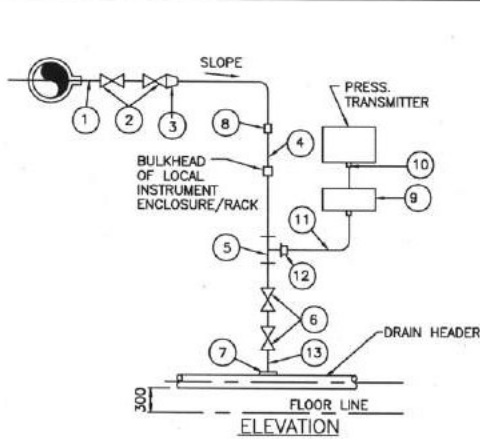 SLOPE
PRESS.
TRANSMITTER
1
2
3
8
4
10
BULKHEAD
OF LOCAL
INSTRUMENT
ENCLOSURE/RACK
9
11
5
12
6
DRAIN HEADER
7
13
300
FLOOR LINE
ELEVATION